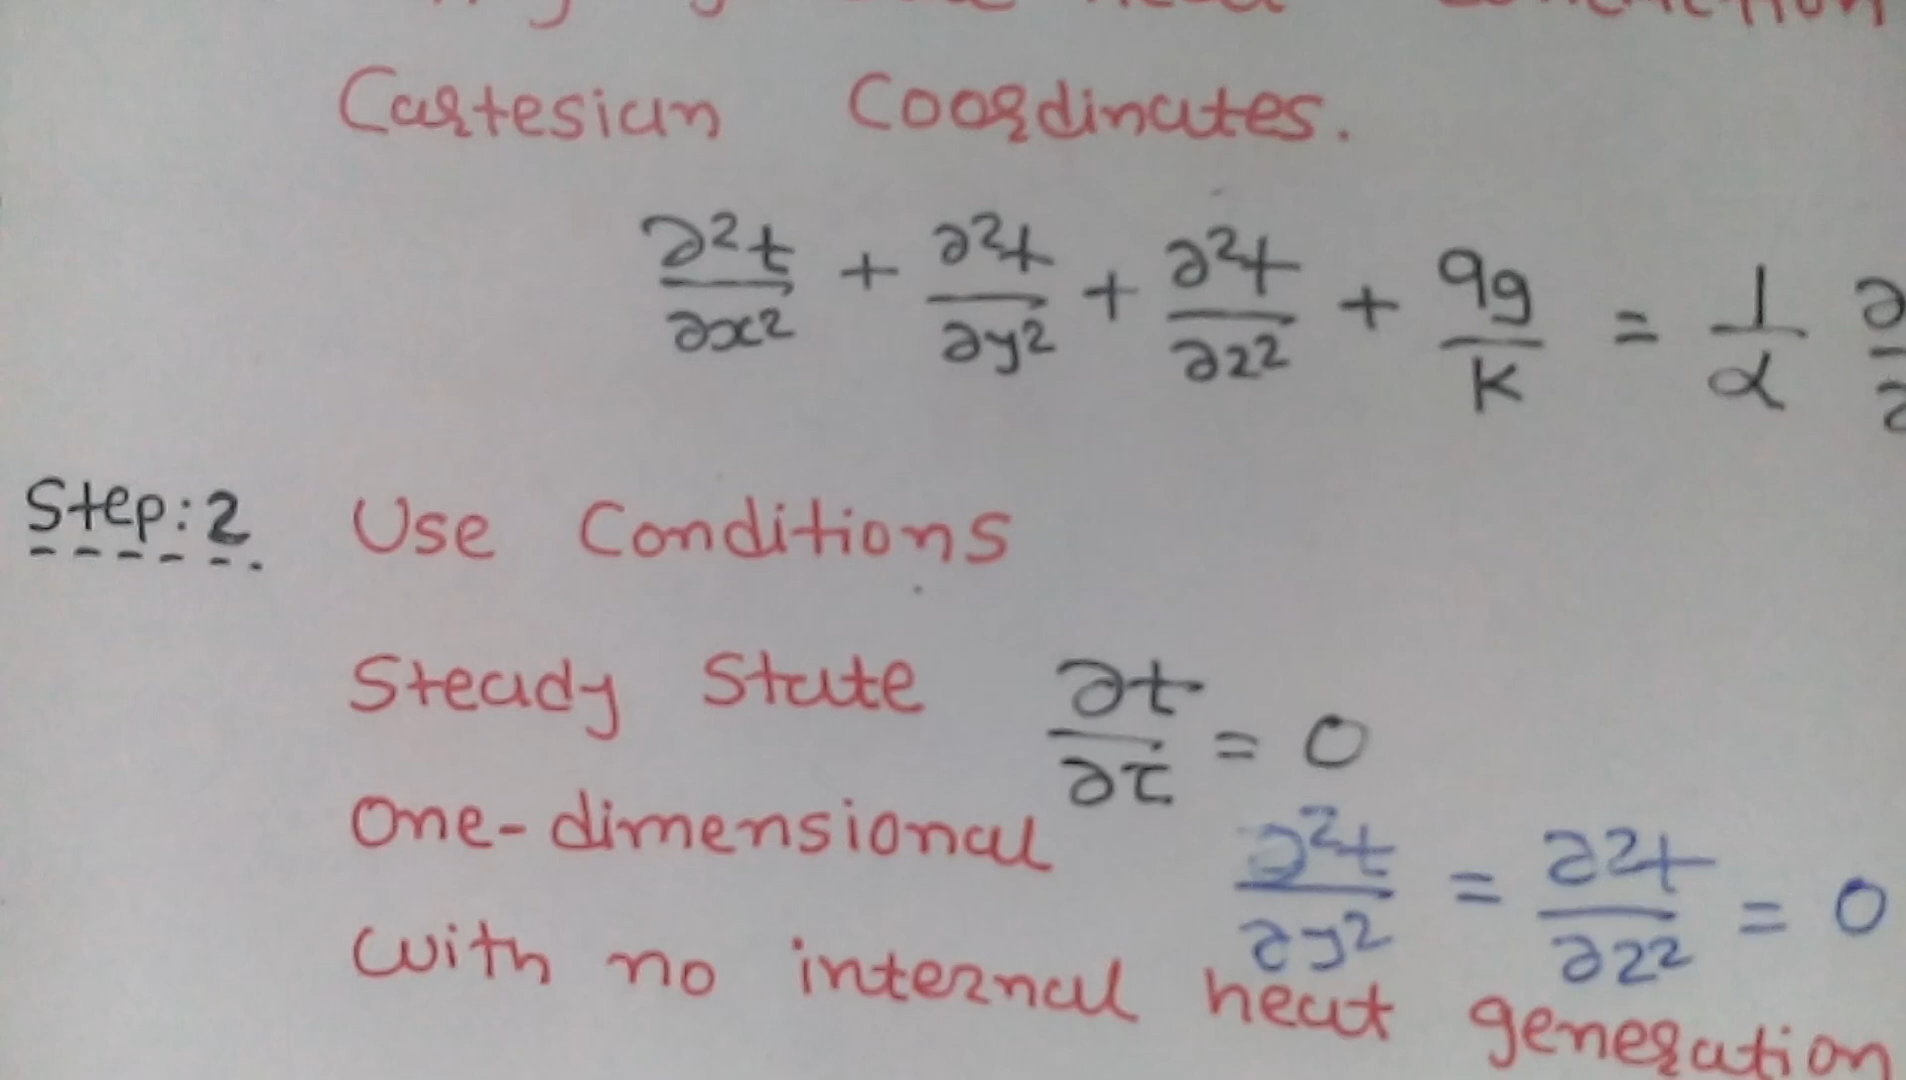 Cartesian Coordinates.
∂²t/∂x² + ∂²t/∂y² + ∂²t/∂z² + qg/K = 1/α
Step:2 Use Conditions
Steady State ∂t/∂τ = 0
One-dimensional ∂²t/∂y² = ∂²t/∂z² = 0
with no internal heat generation